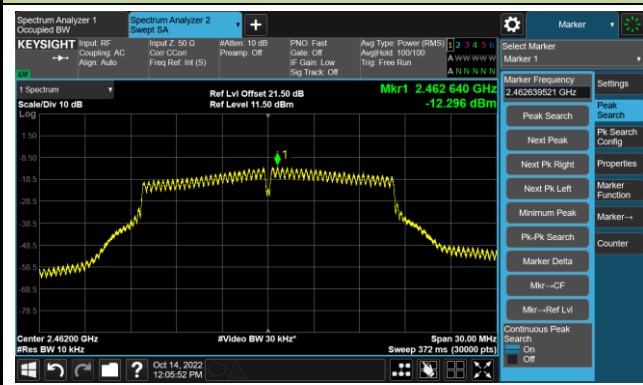 Spectrum Analyzer 1
Occupied BW
Spectrum Analyzer 2
Swept SA
+
Marker
KEYSIGHT
Input: RF
Coupling: AC
Align: Auto
Input Z: 50 Ω
Corr CCorr
Freq Ref: Int (S)
#Atten: 10 dB
Preamp: Off
PNO: Fast
Gate: Off
IF Gain: Low
Sig Track: Off
Avg Type: Power (RMS)
Avg|Hold: 100/100
Trig: Free Run
1 2 3 4 5 6
A W W W W W
A N N N N N
Select Marker
Marker 1
1 Spectrum
Scale/Div 10 dB
Log
Ref Lvl Offset 21.50 dB
Ref Level 11.50 dBm
Mkr1 2.462 640 GHz
-12.296 dBm
1.50
-8.50
-18.5
-28.5
-38.5
-48.5
-58.5
-68.5
-78.5
1
Center 2.46200 GHz
#Res BW 10 kHz
#Video BW 30 kHz*
Span 30.00 MHz
Sweep 372 ms (30000 pts)
Marker Frequency
2.462639521 GHz
Peak Search
Next Peak
Next Pk Right
Next Pk Left
Minimum Peak
Pk-Pk Search
Marker Delta
Mkr→CF
Mkr→Ref Lvl
Continuous Peak
Search
On
Off
Settings
Peak
Search
Pk Search
Config
Properties
Marker
Function
Marker→
Counter
?
Oct 14, 2022
12:05:52 PM